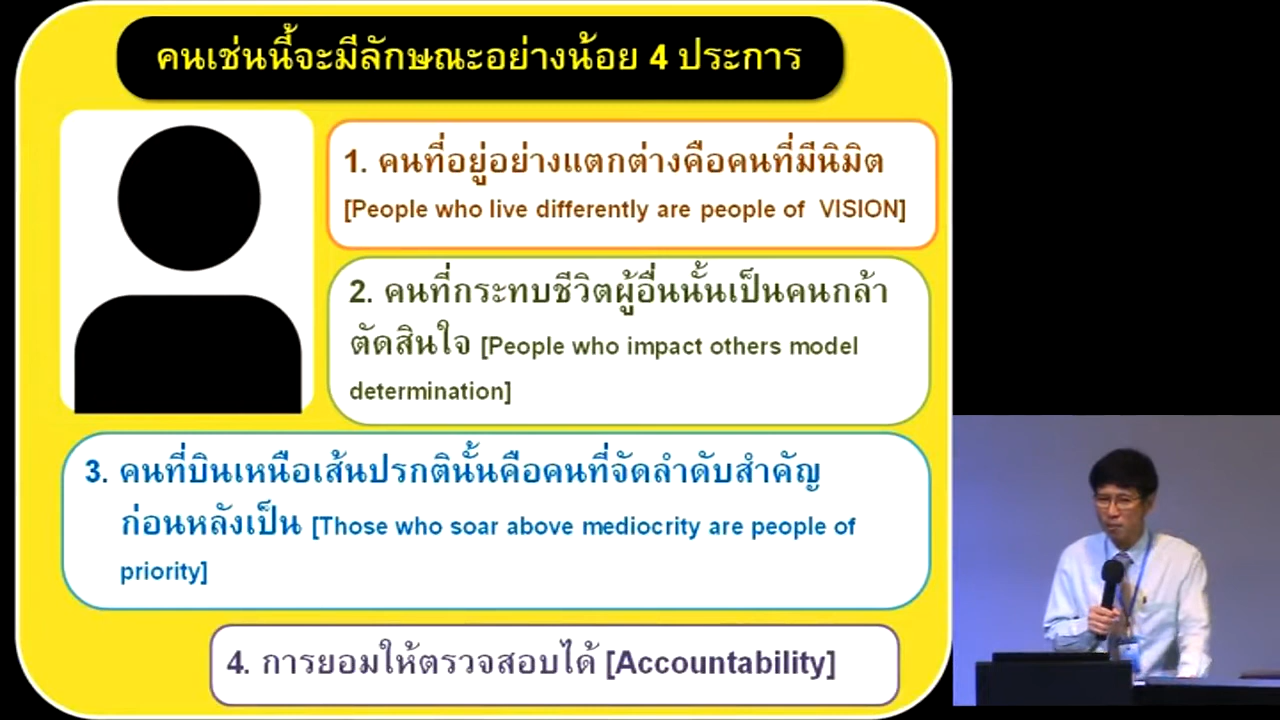 คนเช่นนี้จะมีลักษณะอย่างน้อย 4 ประการ
1. คนที่อยู่อย่างแตกต่างคือคนที่มีนิมิต
[People who live differently are people of VISION]
2. คนที่กระทบชีวิตผู้อื่นนั้นเป็นคนกล้า
ตัดสินใจ [People who impact others model
determination]
3. คนที่บินเหนือเส้นปรกตินั้นคือคนที่จัดลำดับสำคัญ
ก่อนหลังเป็น [Those who soar above mediocrity are people of
priority]
4. การยอมให้ตรวจสอบได้ [Accountability]